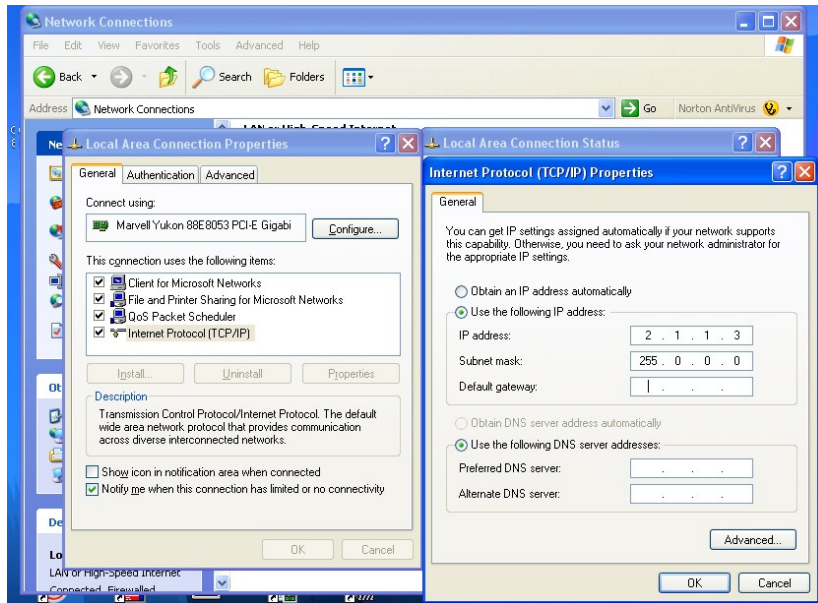 Network Connections
File Edit View Favorites Tools Advanced Help
Back Search Folders
Address Network Connections Go Norton AntiVirus
LAN or High-Speed Internet
Ne
Local Area Connection Properties
General Authentication Advanced
Connect using:
Marvell Yukon 88E8053 PCI-E Gigabi Configure...
This connection uses the following items:
Client for Microsoft Networks
File and Printer Sharing for Microsoft Networks
QoS Packet Scheduler
Internet Protocol (TCP/IP)
Install... Uninstall Properties
Description
Transmission Control Protocol/Internet Protocol. The default
wide area network protocol that provides communication
across diverse interconnected networks.
Show icon in notification area when connected
Notify me when this connection has limited or no connectivity
OK Cancel
Local Area Connection Status
Internet Protocol (TCP/IP) Properties
General
You can get IP settings assigned automatically if your network supports
this capability. Otherwise, you need to ask your network administrator for
the appropriate IP settings.
Obtain an IP address automatically
Use the following IP address:
IP address: 2 . 1 . 1 . 3
Subnet mask: 255 . 0 . 0 . 0
Default gateway: . . .
Obtain DNS server address automatically
Use the following DNS server addresses:
Preferred DNS server: . . .
Alternate DNS server: . . .
Advanced...
OK Cancel
Ot
De
Lo
LAN or High-Speed Internet
Connected, Firewalled